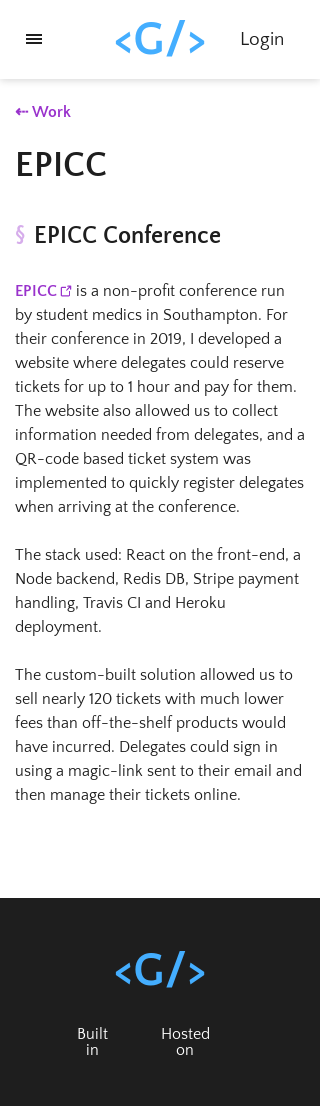 <G/>
Login
⇠ Work
EPICC
§ EPICC Conference
EPICC is a non-profit conference run
by student medics in Southampton. For
their conference in 2019, I developed a
website where delegates could reserve
tickets for up to 1 hour and pay for them.
The website also allowed us to collect
information needed from delegates, and a
QR-code based ticket system was
implemented to quickly register delegates
when arriving at the conference.
The stack used: React on the front-end, a
Node backend, Redis DB, Stripe payment
handling, Travis CI and Heroku
deployment.
The custom-built solution allowed us to
sell nearly 120 tickets with much lower
fees than off-the-shelf products would
have incurred. Delegates could sign in
using a magic-link sent to their email and
then manage their tickets online.
<G/>
Built
in
Hosted
on